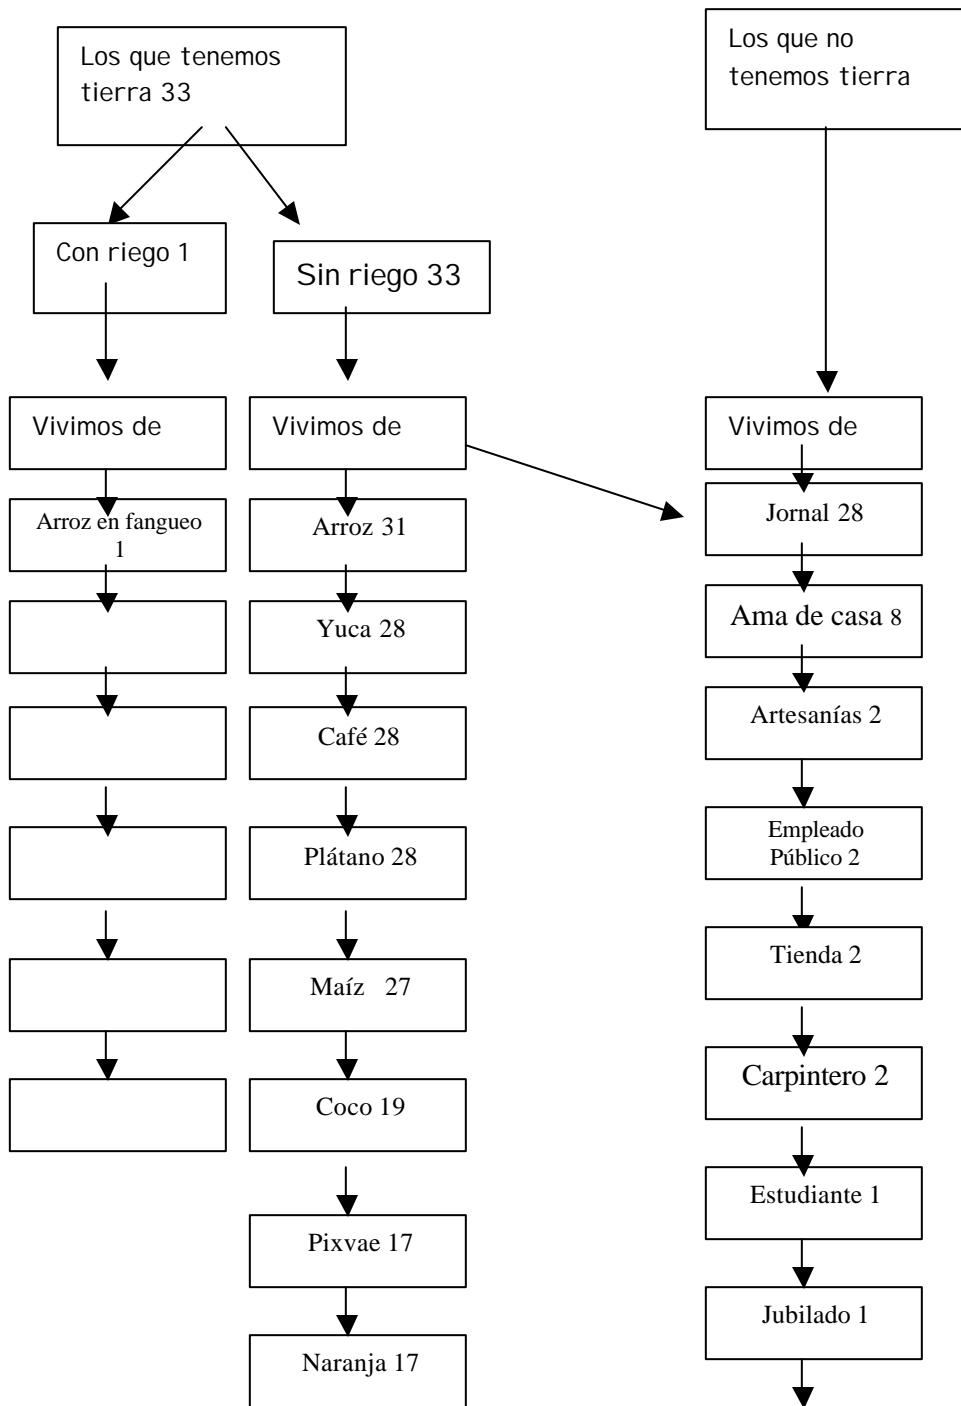 Los que tenemos
tierra 33
Los que no
tenemos tierra
Con riego 1
Sin riego 33
Vivimos de
Vivimos de
Vivimos de
Arroz en fangueo
1
Arroz 31
Jornal 28
Yuca 28
Ama de casa 8
Café 28
Artesanías 2
Plátano 28
Empleado
Público 2
Maíz 27
Tienda 2
Coco 19
Carpintero 2
Pixvae 17
Estudiante 1
Naranja 17
Jubilado 1